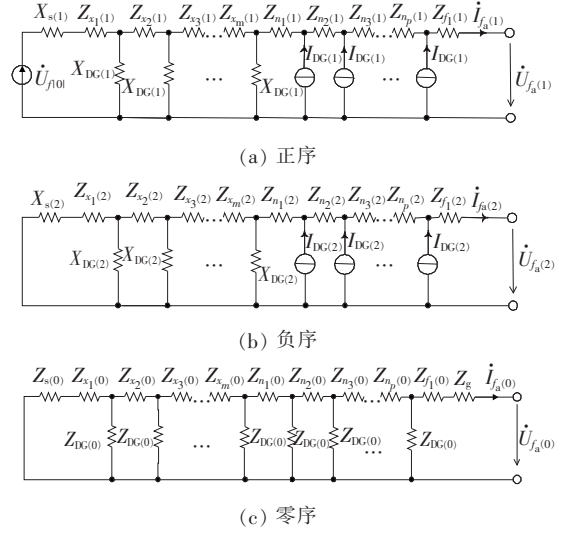 X_s(1) Z_x1(1) Z_x2(1) Z_x3(1) Z_xm(1) Z_n1(1) Z_n2(1) Z_n3(1) Z_np(1) Z_f1(1) İ_fa(1)
I_DG(1) I_DG(1) I_DG(1)
U̇_f|0| X_DG(1) X_DG(1) ... X_DG(1) ... U̇_fa(1)
(a) 正序
X_s(2) Z_x1(2) Z_x2(2) Z_x3(2) Z_xm(2) Z_n1(2) Z_n2(2) Z_n3(2) Z_np(2) Z_f1(2) İ_fa(2)
I_DG(2) I_DG(2) I_DG(2)
X_DG(2) X_DG(2) ... X_DG(2) ... U̇_fa(2)
(b) 负序
Z_s(0) Z_x1(0) Z_x2(0) Z_x3(0) Z_xm(0) Z_n1(0) Z_n2(0) Z_n3(0) Z_np(0) Z_f1(0) Z_g İ_fa(0)
Z_DG(0) Z_DG(0) ... Z_DG(0) Z_DG(0) Z_DG(0) ... Z_DG(0) U̇_fa(0)
(c) 零序